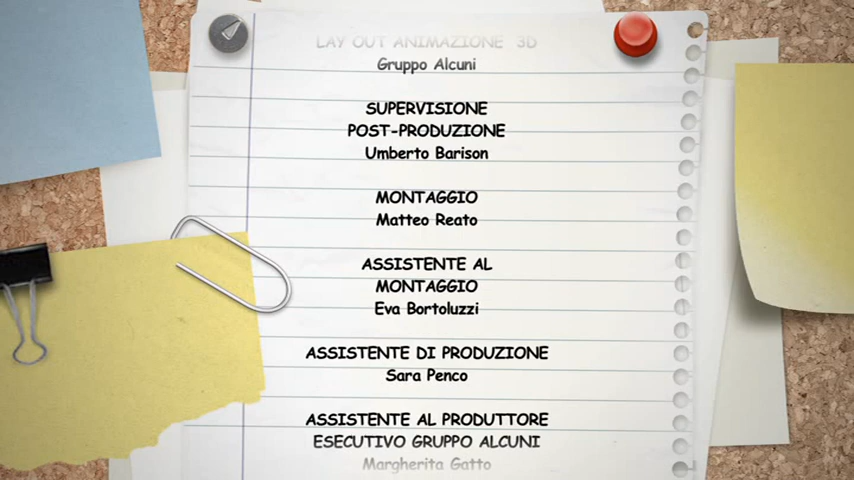 LAY OUT ANIMAZIONE 3D
Gruppo Alcuni
SUPERVISIONE
POST-PRODUZIONE
Umberto Barison
MONTAGGIO
Matteo Reato
ASSISTENTE AL
MONTAGGIO
Eva Bortoluzzi
ASSISTENTE DI PRODUZIONE
Sara Penco
ASSISTENTE AL PRODUTTORE
ESECUTIVO GRUPPO ALCUNI
Margherita Gatto